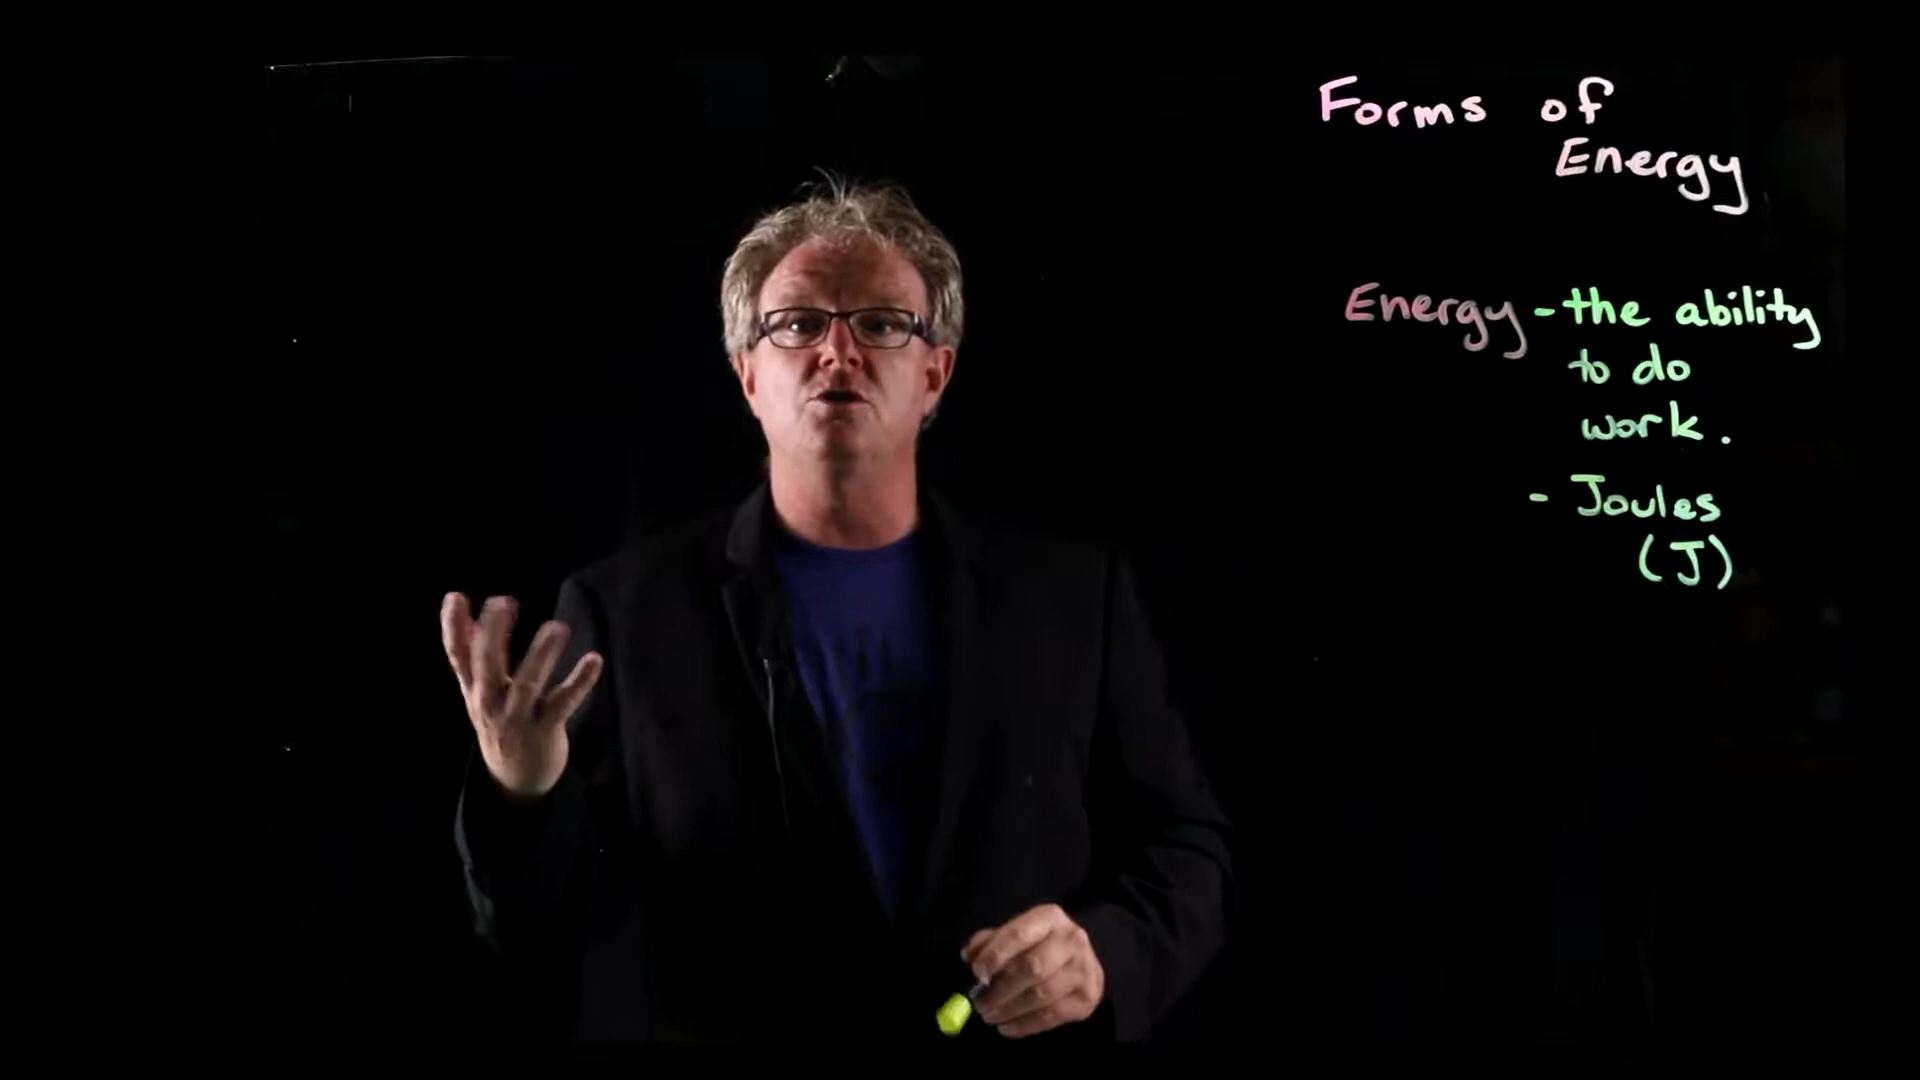 Forms of
Energy
Energy - the ability
to do
work.
- Joules
(J)